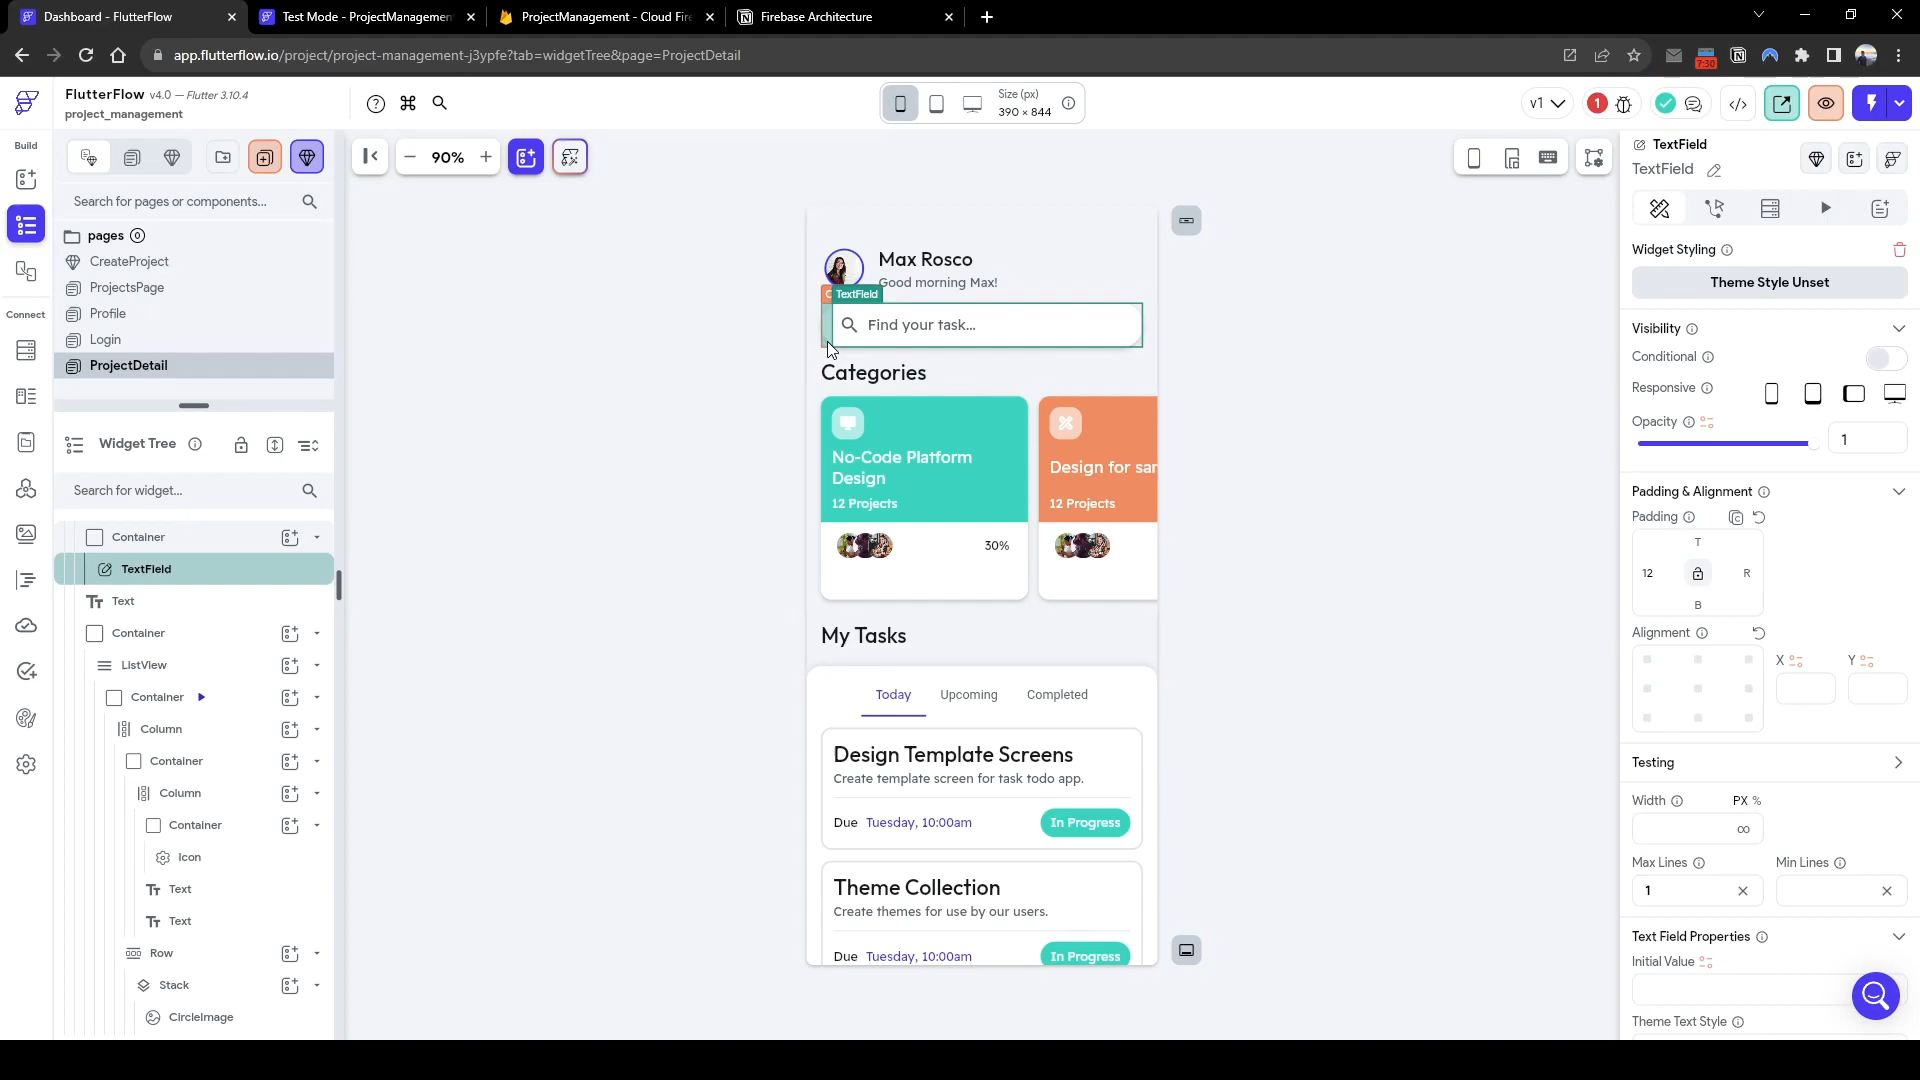 Dashboard - FlutterFlow
Test Mode - ProjectManagement
ProjectManagement - Cloud Fire
Firebase Architecture
app.flutterflow.io/project/project-management-j3ypfe?tab=widgetTree&page=ProjectDetail
7:30
FlutterFlow v4.0 — Flutter 3.10.4
project_management
Size (px)
390 × 844
v1
1
Build
Connect
90%
Search for pages or components...
pages 0
CreateProject
ProjectsPage
Profile
Login
ProjectDetail
Widget Tree
Search for widget...
Container
TextField
Text
Container
ListView
Container
Column
Container
Column
Container
Icon
Text
Text
Row
Stack
CircleImage
Max Rosco
Good morning Max!
C TextField
Find your task...
Categories
No-Code Platform
Design
12 Projects
30%
Design for sar
12 Projects
My Tasks
Today
Upcoming
Completed
Design Template Screens
Create template screen for task todo app.
Due Tuesday, 10:00am
In Progress
Theme Collection
Create themes for use by our users.
Due Tuesday, 10:00am
In Progress
TextField
TextField
Widget Styling
Theme Style Unset
Visibility
Conditional
Responsive
Opacity
1
Padding & Alignment
Padding
T
12
R
B
Alignment
X
Y
Testing
Width
PX %
∞
Max Lines
Min Lines
1
Text Field Properties
Initial Value
Theme Text Style